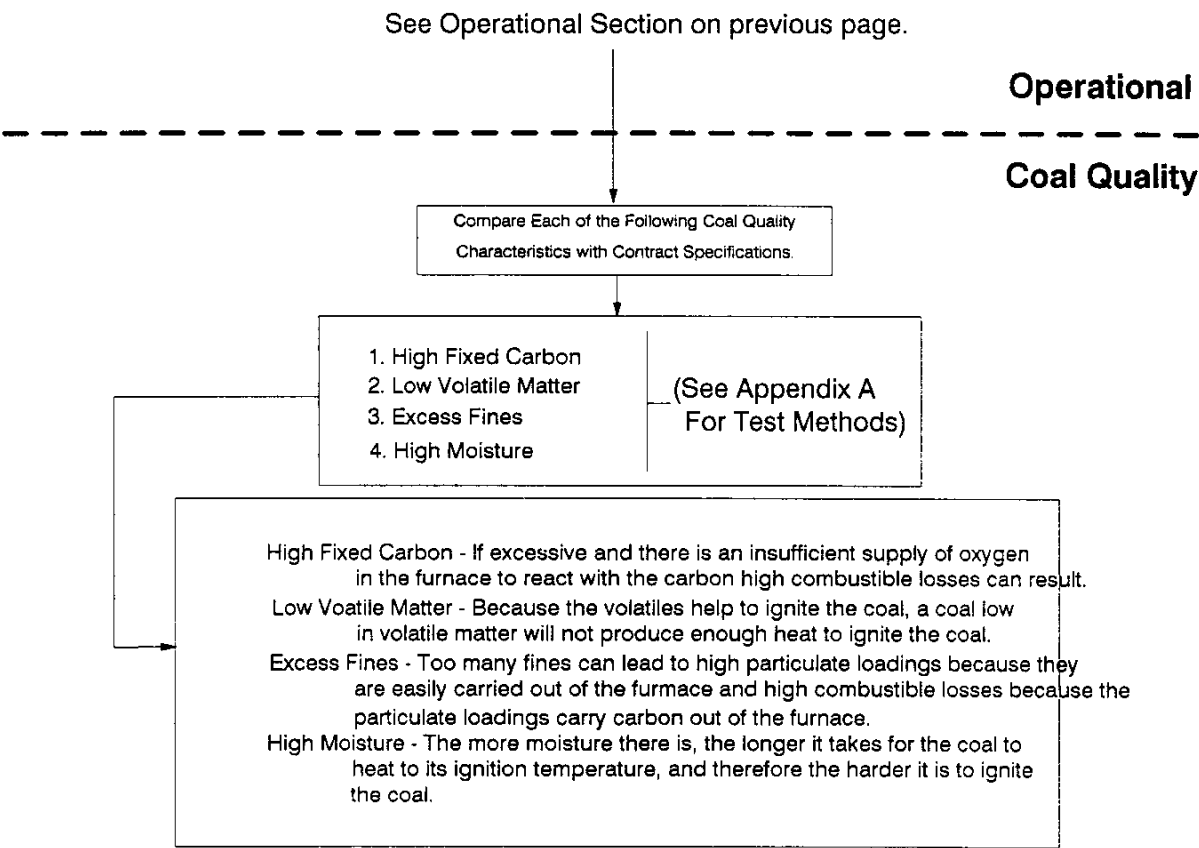 See Operational Section on previous page.
Operational
Coal Quality
Compare Each of the Following Coal Quality
Characteristics with Contract Specifications.
1. High Fixed Carbon
2. Low Volatile Matter
3. Excess Fines
4. High Moisture
(See Appendix A
For Test Methods)
High Fixed Carbon - If excessive and there is an insufficient supply of oxygen
in the furnace to react with the carbon high combustible losses can result.
Low Voatile Matter - Because the volatiles help to ignite the coal, a coal low
in volatile matter will not produce enough heat to ignite the coal.
Excess Fines - Too many fines can lead to high particulate loadings because they
are easily carried out of the furmace and high combustible losses because the
particulate loadings carry carbon out of the furnace.
High Moisture - The more moisture there is, the longer it takes for the coal to
heat to its ignition temperature, and therefore the harder it is to ignite
the coal.